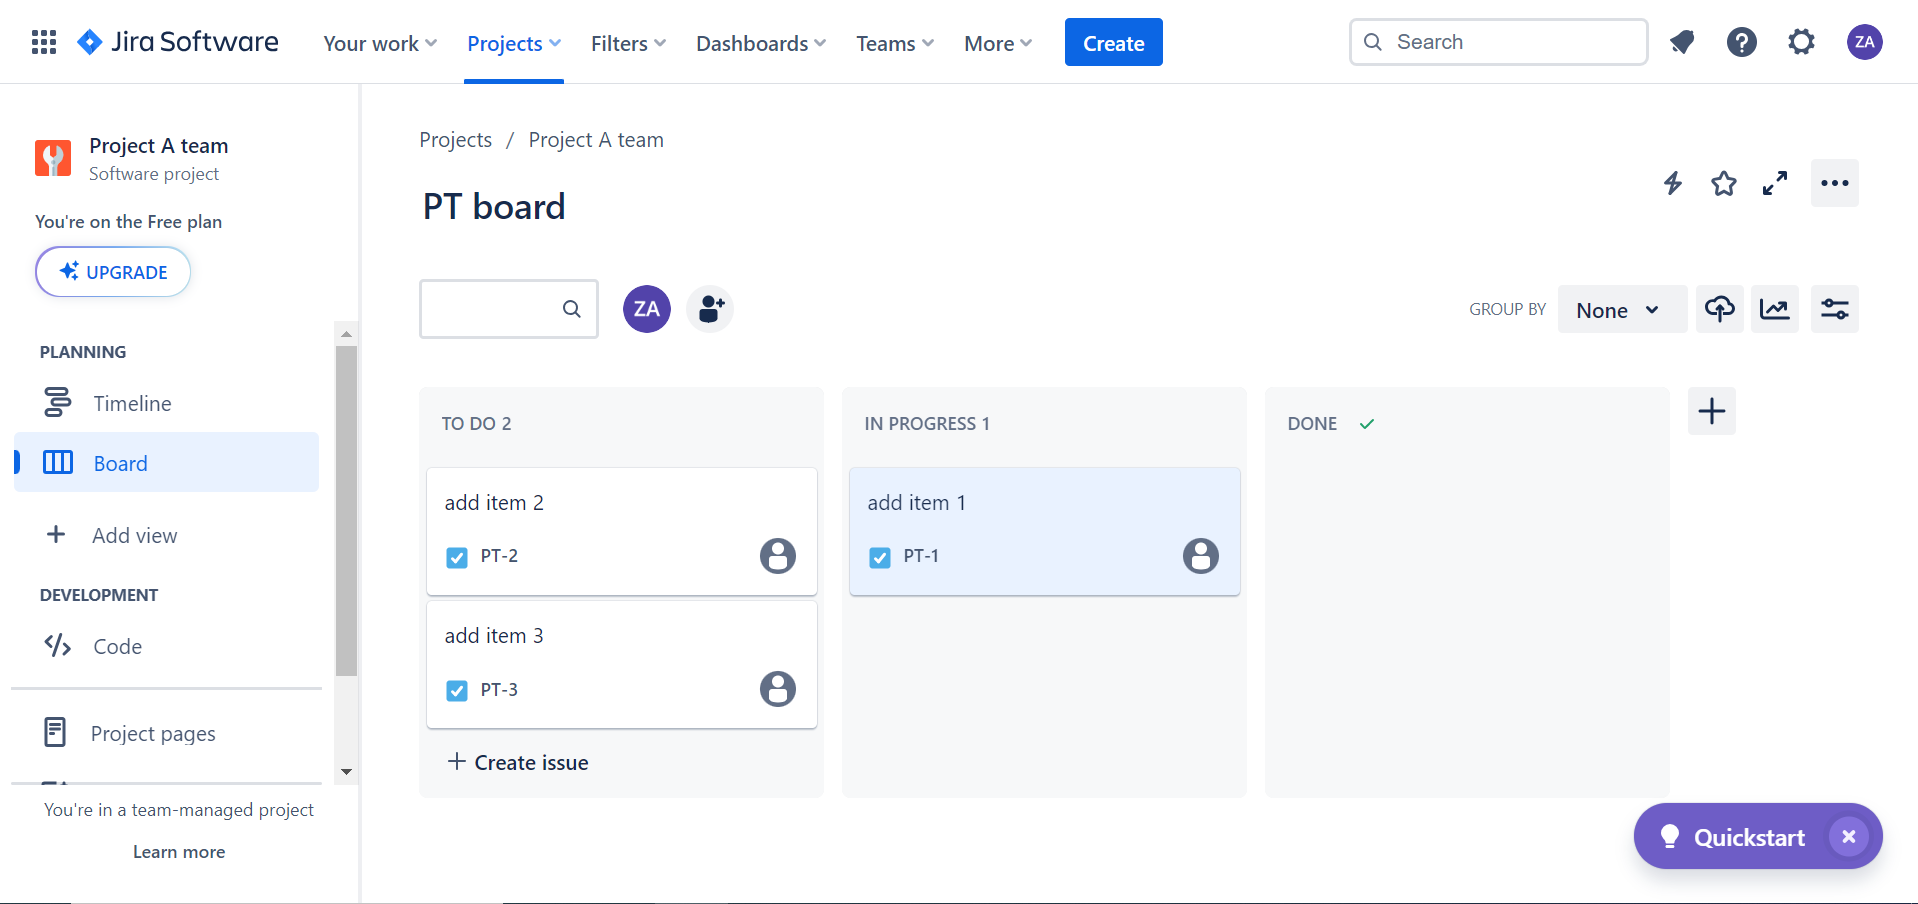 Jira Software
Your work
Projects
Filters
Dashboards
Teams
More
Create
Search
ZA
Project A team
Software project
You're on the Free plan
UPGRADE
PLANNING
Timeline
Board
Add view
DEVELOPMENT
Code
Project pages
You're in a team-managed project
Learn more
Projects / Project A team
PT board
ZA
GROUP BY
None
TO DO 2
add item 2
PT-2
add item 3
PT-3
+ Create issue
IN PROGRESS 1
add item 1
PT-1
DONE
Quickstart